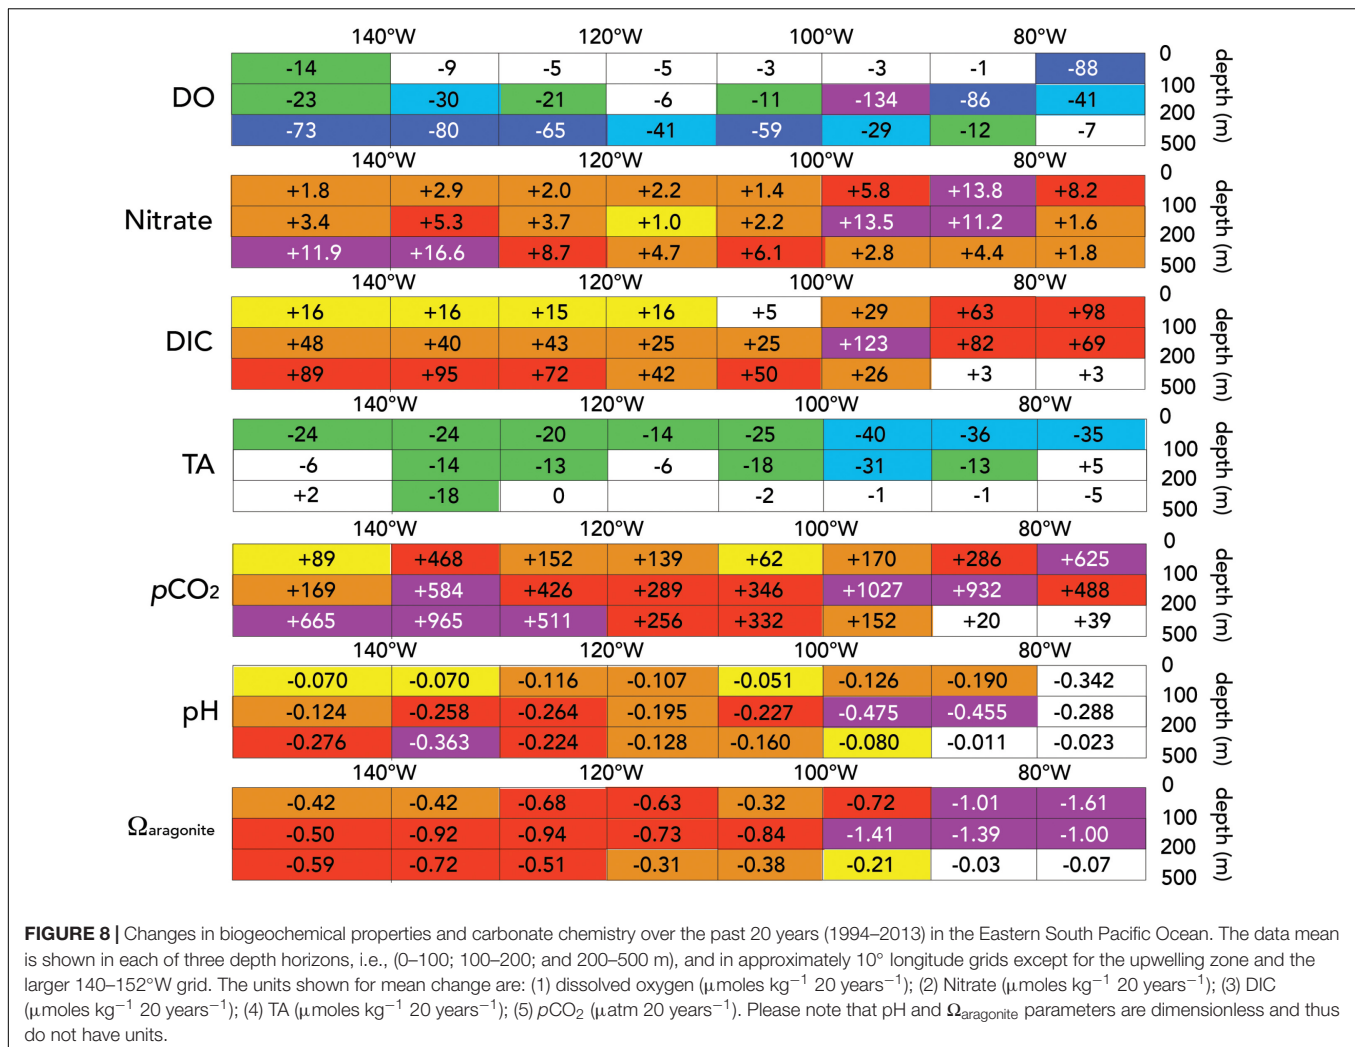 140°W 120°W 100°W 80°W
DO
-14 -9 -5 -5 -3 -3 -1 -88
-23 -30 -21 -6 -11 -134 -86 -41
-73 -80 -65 -41 -59 -29 -12 -7
0
100
200
500
depth (m)
140°W 120°W 100°W 80°W
Nitrate
+1.8 +2.9 +2.0 +2.2 +1.4 +5.8 +13.8 +8.2
+3.4 +5.3 +3.7 +1.0 +2.2 +13.5 +11.2 +1.6
+11.9 +16.6 +8.7 +4.7 +6.1 +2.8 +4.4 +1.8
0
100
200
500
depth (m)
140°W 120°W 100°W 80°W
DIC
+16 +16 +15 +16 +5 +29 +63 +98
+48 +40 +43 +25 +25 +123 +82 +69
+89 +95 +72 +42 +50 +26 +3 +3
0
100
200
500
depth (m)
140°W 120°W 100°W 80°W
TA
-24 -24 -20 -14 -25 -40 -36 -35
-6 -14 -13 -6 -18 -31 -13 +5
+2 -18 0 -2 -1 -1 -5
0
100
200
500
depth (m)
140°W 120°W 100°W 80°W
pCO2
+89 +468 +152 +139 +62 +170 +286 +625
+169 +584 +426 +289 +346 +1027 +932 +488
+665 +965 +511 +256 +332 +152 +20 +39
0
100
200
500
depth (m)
140°W 120°W 100°W 80°W
pH
-0.070 -0.070 -0.116 -0.107 -0.051 -0.126 -0.190 -0.342
-0.124 -0.258 -0.264 -0.195 -0.227 -0.475 -0.455 -0.288
-0.276 -0.363 -0.224 -0.128 -0.160 -0.080 -0.011 -0.023
0
100
200
500
depth (m)
140°W 120°W 100°W 80°W
Ωaragonite
-0.42 -0.42 -0.68 -0.63 -0.32 -0.72 -1.01 -1.61
-0.50 -0.92 -0.94 -0.73 -0.84 -1.41 -1.39 -1.00
-0.59 -0.72 -0.51 -0.31 -0.38 -0.21 -0.03 -0.07
0
100
200
500
depth (m)
FIGURE 8 | Changes in biogeochemical properties and carbonate chemistry over the past 20 years (1994–2013) in the Eastern South Pacific Ocean. The data mean
is shown in each of three depth horizons, i.e., (0–100; 100–200; and 200–500 m), and in approximately 10° longitude grids except for the upwelling zone and the
larger 140–152°W grid. The units shown for mean change are: (1) dissolved oxygen (μmoles kg⁻¹ 20 years⁻¹); (2) Nitrate (μmoles kg⁻¹ 20 years⁻¹); (3) DIC
(μmoles kg⁻¹ 20 years⁻¹); (4) TA (μmoles kg⁻¹ 20 years⁻¹); (5) pCO₂ (μatm 20 years⁻¹). Please note that pH and Ωaragonite parameters are dimensionless and thus
do not have units.